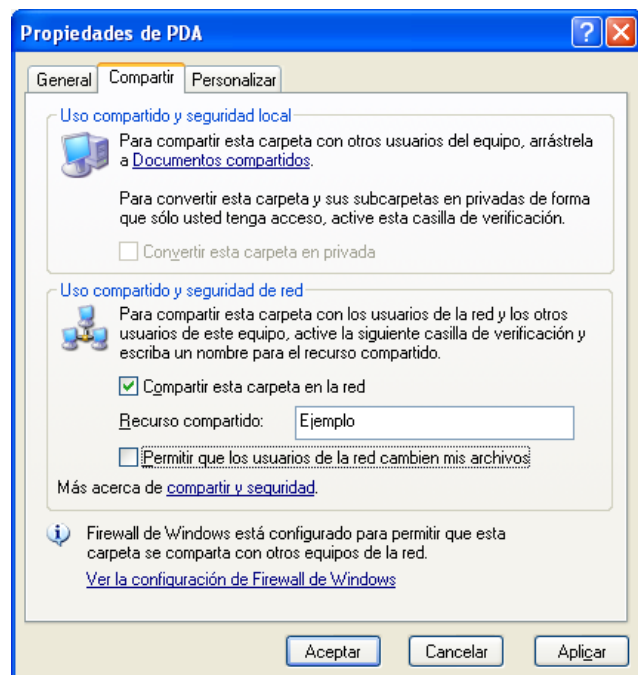 Propiedades de PDA
General Compartir Personalizar
Uso compartido y seguridad local
Para compartir esta carpeta con otros usuarios del equipo, arrástrela
a Documentos compartidos.
Para convertir esta carpeta y sus subcarpetas en privadas de forma
que sólo usted tenga acceso, active esta casilla de verificación.
Convertir esta carpeta en privada
Uso compartido y seguridad de red
Para compartir esta carpeta con los usuarios de la red y los otros
usuarios de este equipo, active la siguiente casilla de verificación y
escriba un nombre para el recurso compartido.
Compartir esta carpeta en la red
Recurso compartido: Ejemplo
Permitir que los usuarios de la red cambien mis archivos
Más acerca de compartir y seguridad.
Firewall de Windows está configurado para permitir que esta
carpeta se comparta con otros equipos de la red.
Ver la configuración de Firewall de Windows
Aceptar Cancelar Aplicar